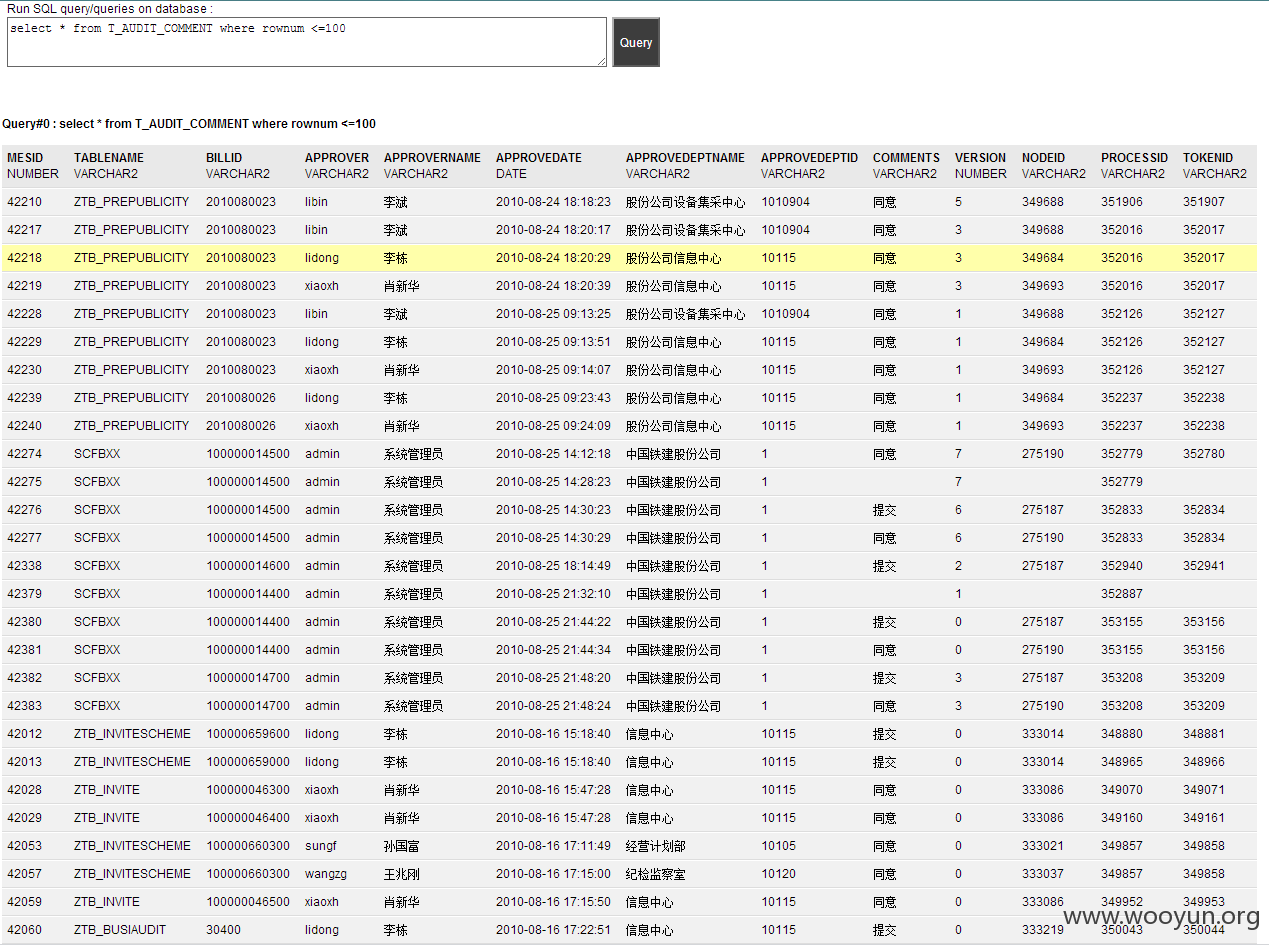 Run SQL query/queries on database :
select * from T_AUDIT_COMMENT where rownum <=100
Query
Query#0 : select * from T_AUDIT_COMMENT where rownum <=100
MESID TABLENAME BILLID APPROVER APPROVERNAME APPROVEDATE APPROVEDEPTNAME APPROVEDEPTID COMMENTS VERSION NODEID PROCESSID TOKENID
NUMBER VARCHAR2 VARCHAR2 VARCHAR2 VARCHAR2 DATE VARCHAR2 VARCHAR2 VARCHAR2 NUMBER VARCHAR2 VARCHAR2 VARCHAR2
42210 ZTB_PREPUBLICITY 2010080023 libin 李斌 2010-08-24 18:18:23 股份公司设备集采中心 1010904 同意 5 349688 351906 351907
42217 ZTB_PREPUBLICITY 2010080023 libin 李斌 2010-08-24 18:20:17 股份公司设备集采中心 1010904 同意 3 349688 352016 352017
42218 ZTB_PREPUBLICITY 2010080023 lidong 李栋 2010-08-24 18:20:29 股份公司信息中心 10115 同意 3 349684 352016 352017
42219 ZTB_PREPUBLICITY 2010080023 xiaoxh 肖新华 2010-08-24 18:20:39 股份公司信息中心 10115 同意 3 349693 352016 352017
42228 ZTB_PREPUBLICITY 2010080023 libin 李斌 2010-08-25 09:13:25 股份公司设备集采中心 1010904 同意 1 349688 352126 352127
42229 ZTB_PREPUBLICITY 2010080023 lidong 李栋 2010-08-25 09:13:51 股份公司信息中心 10115 同意 1 349684 352126 352127
42230 ZTB_PREPUBLICITY 2010080023 xiaoxh 肖新华 2010-08-25 09:14:07 股份公司信息中心 10115 同意 1 349693 352126 352127
42239 ZTB_PREPUBLICITY 2010080026 lidong 李栋 2010-08-25 09:23:43 股份公司信息中心 10115 同意 1 349684 352237 352238
42240 ZTB_PREPUBLICITY 2010080026 xiaoxh 肖新华 2010-08-25 09:24:09 股份公司信息中心 10115 同意 1 349693 352237 352238
42274 SCFBXX 100000014500 admin 系统管理员 2010-08-25 14:12:18 中国铁建股份公司 1 同意 7 275190 352779 352780
42275 SCFBXX 100000014500 admin 系统管理员 2010-08-25 14:28:23 中国铁建股份公司 1 7 352779
42276 SCFBXX 100000014500 admin 系统管理员 2010-08-25 14:30:23 中国铁建股份公司 1 提交 6 275187 352833 352834
42277 SCFBXX 100000014500 admin 系统管理员 2010-08-25 14:30:29 中国铁建股份公司 1 同意 6 275190 352833 352834
42338 SCFBXX 100000014600 admin 系统管理员 2010-08-25 18:14:49 中国铁建股份公司 1 提交 2 275187 352940 352941
42379 SCFBXX 100000014400 admin 系统管理员 2010-08-25 21:32:10 中国铁建股份公司 1 1 352887
42380 SCFBXX 100000014400 admin 系统管理员 2010-08-25 21:44:22 中国铁建股份公司 1 提交 0 275187 353155 353156
42381 SCFBXX 100000014400 admin 系统管理员 2010-08-25 21:44:34 中国铁建股份公司 1 同意 0 275190 353155 353156
42382 SCFBXX 100000014700 admin 系统管理员 2010-08-25 21:48:20 中国铁建股份公司 1 提交 3 275187 353208 353209
42383 SCFBXX 100000014700 admin 系统管理员 2010-08-25 21:48:24 中国铁建股份公司 1 同意 3 275190 353208 353209
42012 ZTB_INVITESCHEME 100000659600 lidong 李栋 2010-08-16 15:18:40 信息中心 10115 提交 0 333014 348880 348881
42013 ZTB_INVITESCHEME 100000659000 lidong 李栋 2010-08-16 15:18:40 信息中心 10115 提交 0 333014 348965 348966
42028 ZTB_INVITE 100000046300 xiaoxh 肖新华 2010-08-16 15:47:28 信息中心 10115 同意 0 333086 349070 349071
42029 ZTB_INVITE 100000046400 xiaoxh 肖新华 2010-08-16 15:47:28 信息中心 10115 同意 0 333086 349160 349161
42053 ZTB_INVITESCHEME 100000660300 sungf 孙国富 2010-08-16 17:11:49 经营计划部 10105 同意 0 333021 349857 349858
42057 ZTB_INVITESCHEME 100000660300 wangzg 王兆刚 2010-08-16 17:15:00 纪检监察室 10120 同意 0 333037 349857 349858
42059 ZTB_INVITE 100000046500 xiaoxh 肖新华 2010-08-16 17:15:50 信息中心 10115 同意 0 333086 349952 349953
42060 ZTB_BUSIAUDIT 30400 lidong 李栋 2010-08-16 17:22:51 信息中心 10115 提交 0 333219 350043 350044
www.wooyun.org